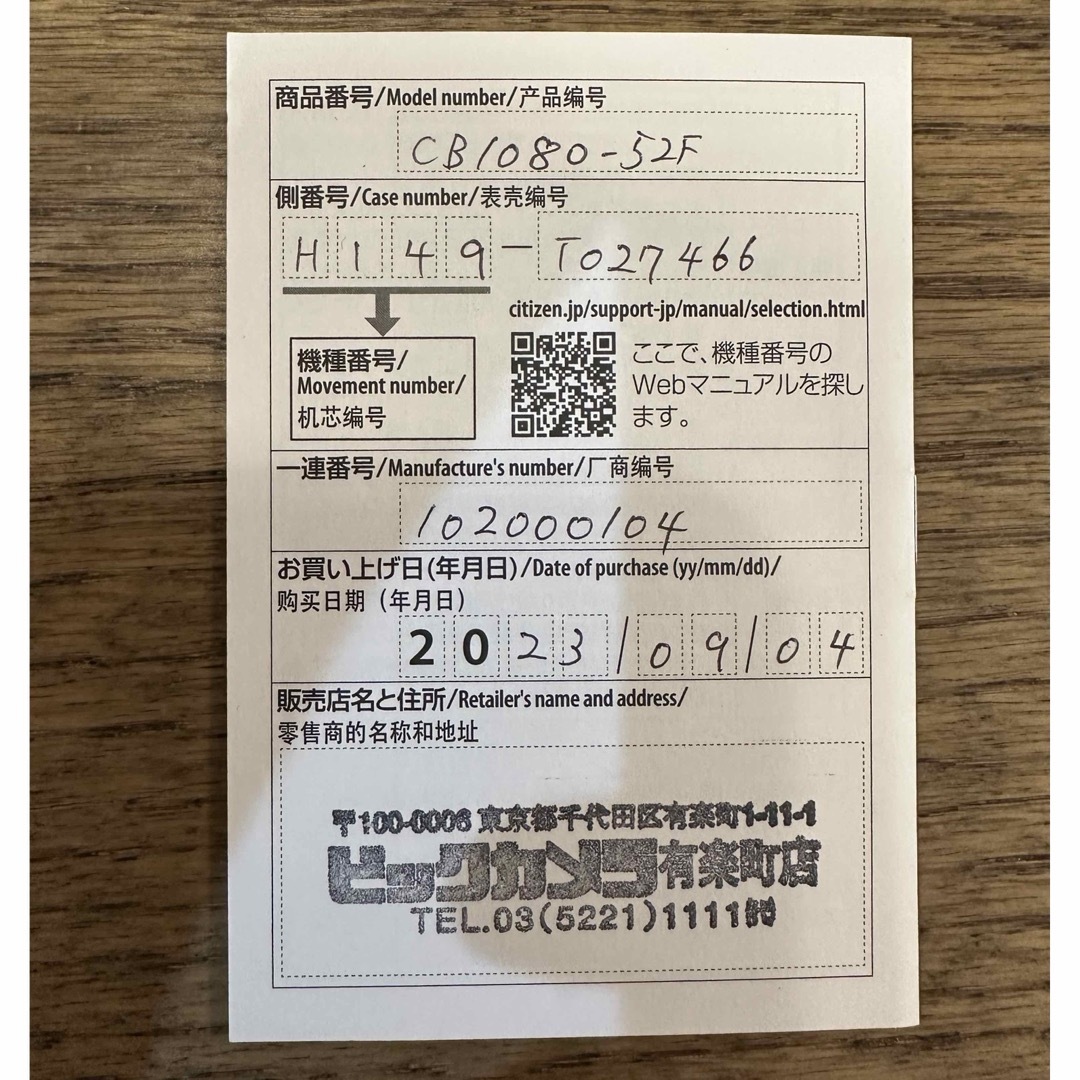 商品番号/Model number/产品编号
CB1080-52F
側番号/Case number/表壳编号
H149-T027466
citizen.jp/support-jp/manual/selection.html
機種番号/
Movement number/
机芯编号
ここで、機種番号の
Webマニュアルを探し
ます。
一連番号/Manufacture's number/厂商编号
102000104
お買い上げ日(年月日)/Date of purchase (yy/mm/dd)/
购买日期（年月日）
2023/09/04
販売店名と住所/Retailer's name and address/
零售商的名称和地址
〒100-0006 東京都千代田区有楽町1-11-1
ビックカメラ有楽町店
TEL.03(5221)1111